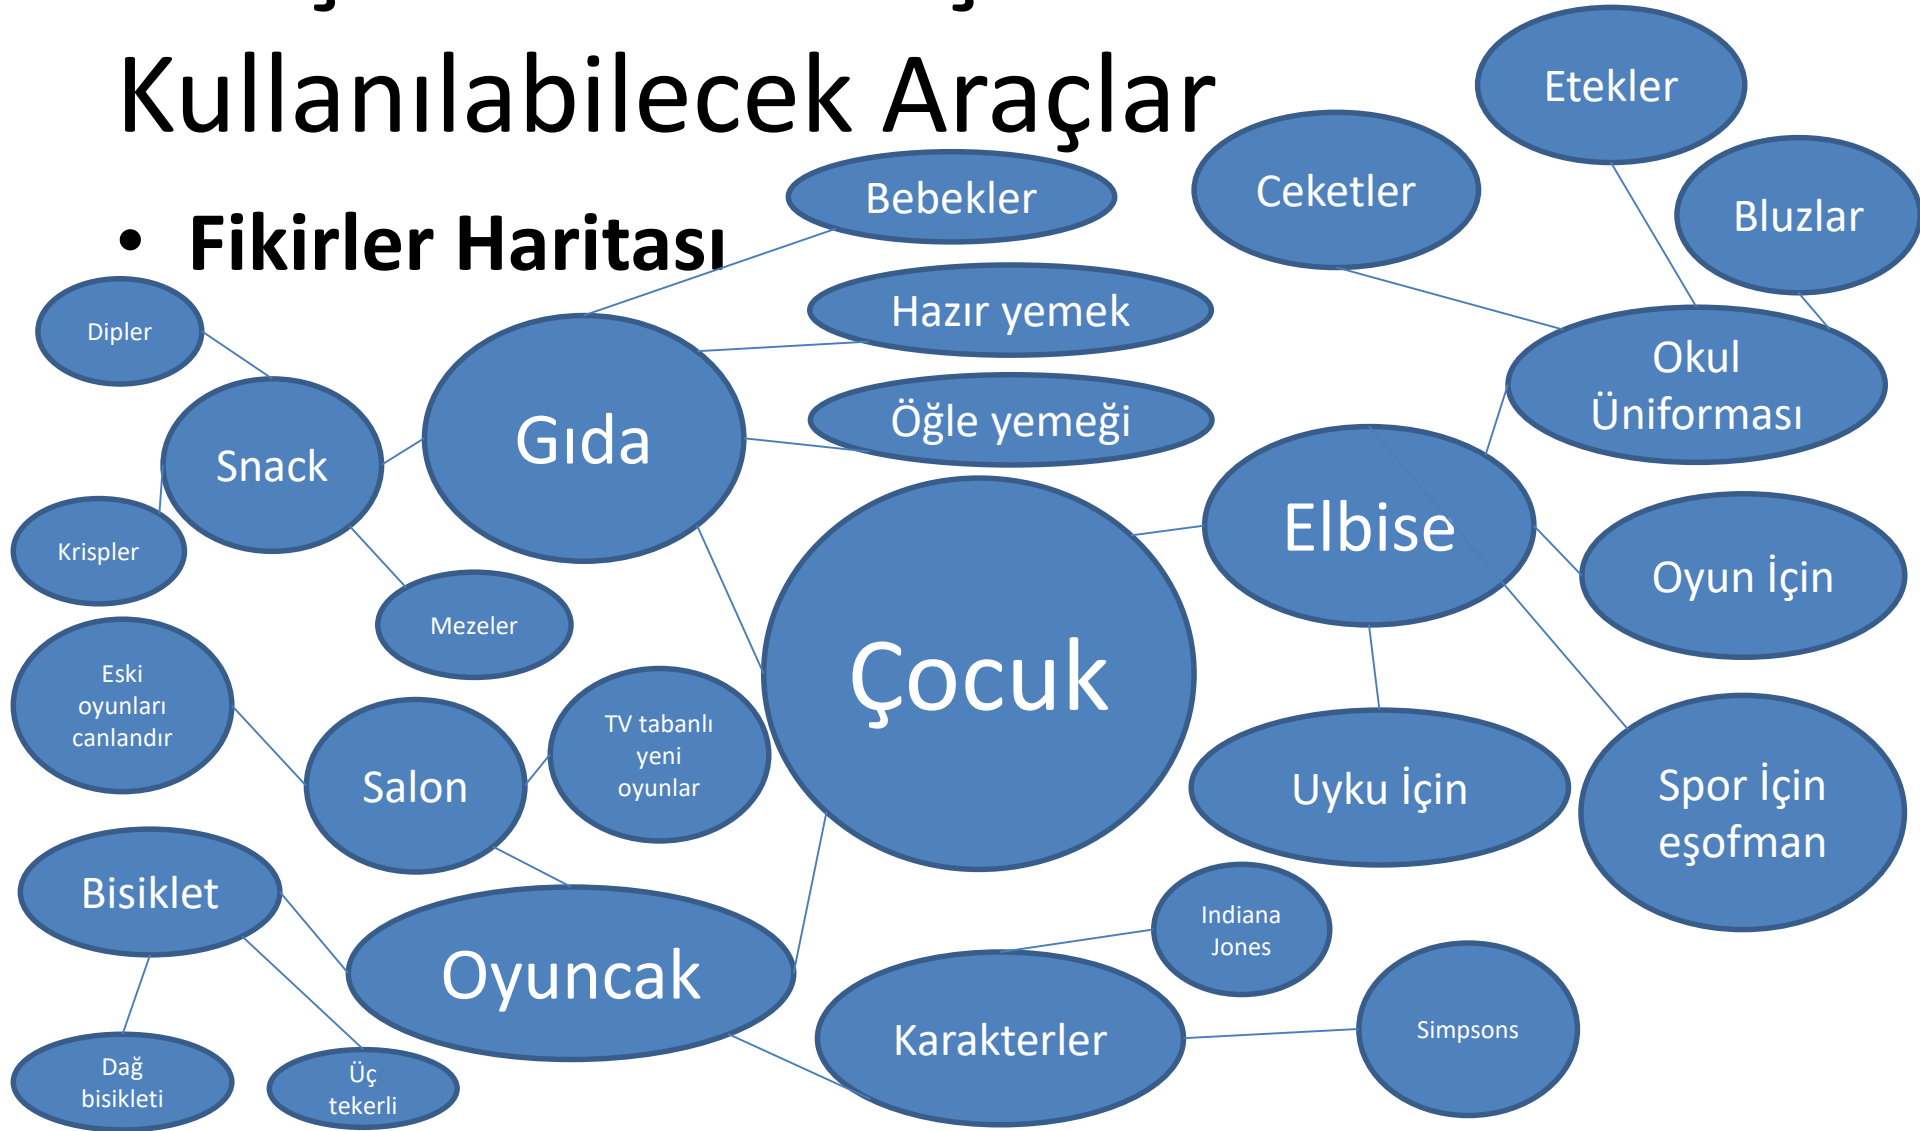 Kullanılabilecek Araçlar
• Fikirler Haritası
Etekler
Ceketler
Bluzlar
Bebekler
Hazır yemek
Öğle yemeği
Dipler
Gıda
Snack
Krispler
Mezeler
Okul
Üniforması
Elbise
Oyun İçin
Çocuk
Eski
oyunları
canlandır
Salon
TV tabanlı
yeni
oyunlar
Uyku İçin
Spor İçin
eşofman
Bisiklet
Oyuncak
Indiana
Jones
Karakterler
Simpsons
Dağ
bisikleti
Üç
tekerli